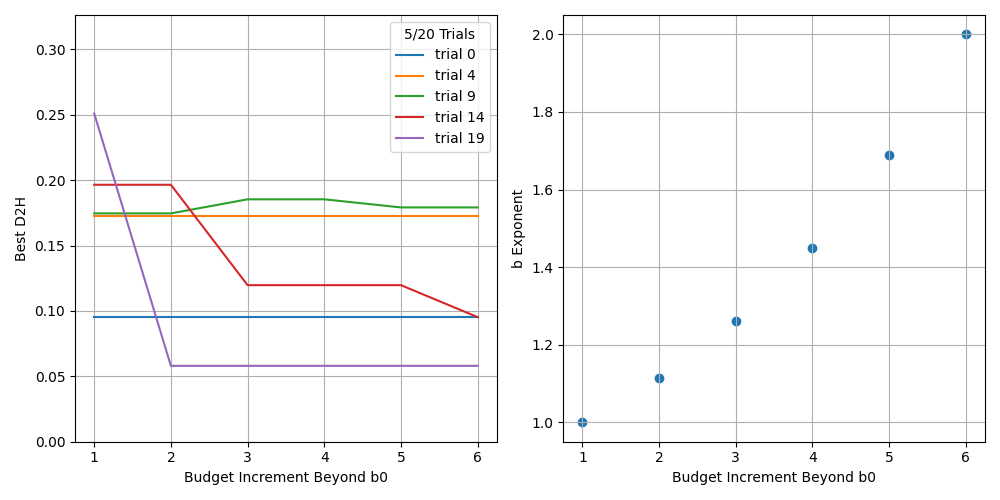 5/20 Trials
trial 0
trial 4
trial 9
trial 14
trial 19
0.30
0.25
0.20
0.15
0.10
0.05
0.00
Best D2H
1 2 3 4 5 6
Budget Increment Beyond b0
2.0
1.8
1.6
1.4
1.2
1.0
b Exponent
1 2 3 4 5 6
Budget Increment Beyond b0